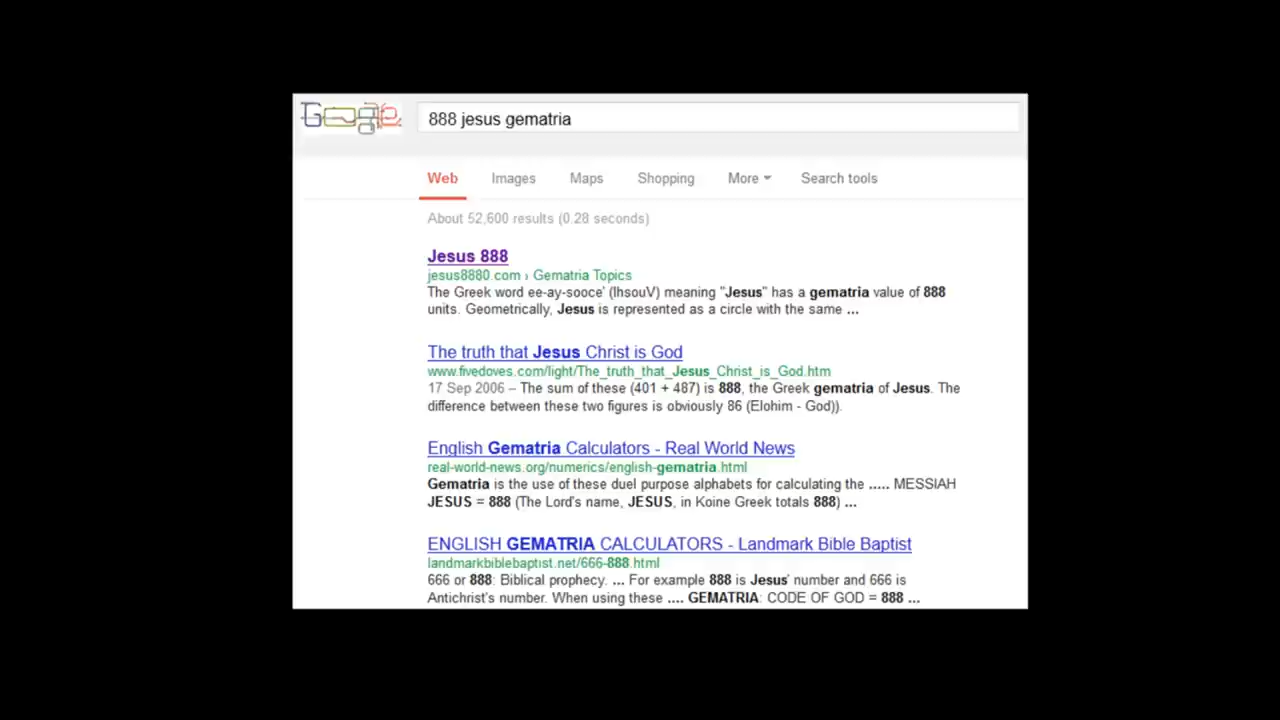 Google
888 jesus gematria
Web Images Maps Shopping More Search tools
About 52,600 results (0.28 seconds)
Jesus 888
jesus8880.com › Gematria Topics
The Greek word ee-ay-sooce' (IhsouV) meaning "Jesus" has a gematria value of 888
units. Geometrically, Jesus is represented as a circle with the same ...
The truth that Jesus Christ is God
www.fivedoves.com/light/The_truth_that_Jesus_Christ_is_God.htm
17 Sep 2006 – The sum of these (401 + 487) is 888, the Greek gematria of Jesus. The
difference between these two figures is obviously 86 (Elohim - God)).
English Gematria Calculators - Real World News
real-world-news.org/numerics/english-gematria.html
Gematria is the use of these duel purpose alphabets for calculating the ..... MESSIAH
JESUS = 888 (The Lord's name, JESUS, in Koine Greek totals 888) ...
ENGLISH GEMATRIA CALCULATORS - Landmark Bible Baptist
landmarkbiblebaptist.net/666-888.html
666 or 888: Biblical prophecy. ... For example 888 is Jesus' number and 666 is
Antichrist's number. When using these .... GEMATRIA: CODE OF GOD = 888 ...